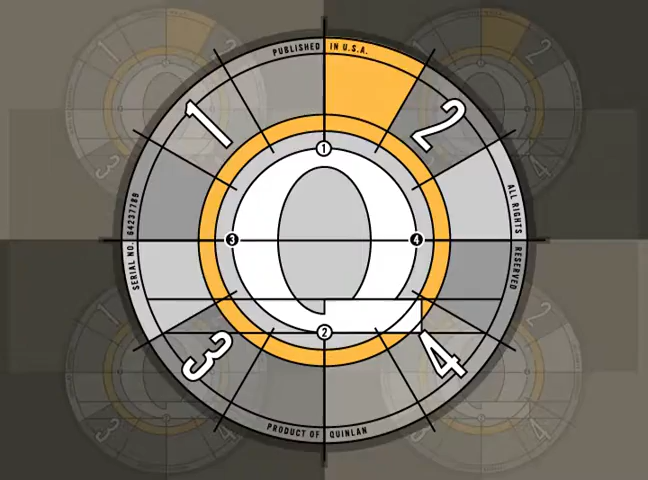 PUBLISHED IN U.S.A.
1
2
SERIAL NO. 64237789
ALL RIGHTS RESERVED
1
Q
3
4
2
3
4
PRODUCT OF QUINLAN